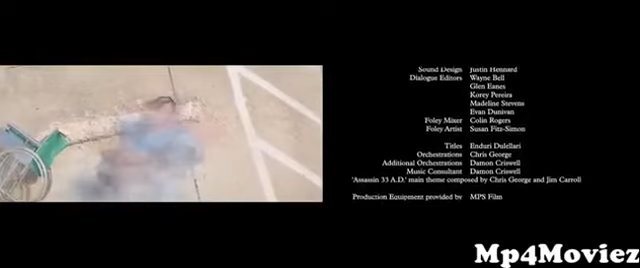 Sound Design Justin Hennard
Dialogue Editors Wayne Bell
Glen Eanes
Korey Pereira
Madeline Stevens
Evan Dunivan
Foley Mixer Colin Rogers
Foley Artist Susan Fitz-Simon
Titles Enduri Dulellari
Orchestrations Chris George
Additional Orchestrations Damon Criswell
Music Consultant Damon Criswell
'Assassin 33 A.D.' main theme composed by Chris George and Jim Carroll
Production Equipment provided by MPS Film
Mp4Moviez